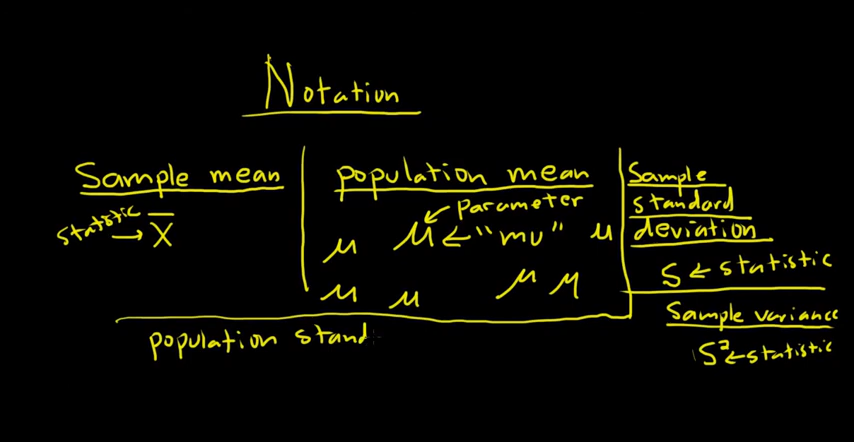 Notation
Sample mean
statistic → x̄
population mean
← parameter
μ μ ← "mu" μ
μ μ μ μ
Sample
standard
deviation
S ← statistic
Sample variance
S² ← statistic
population stand